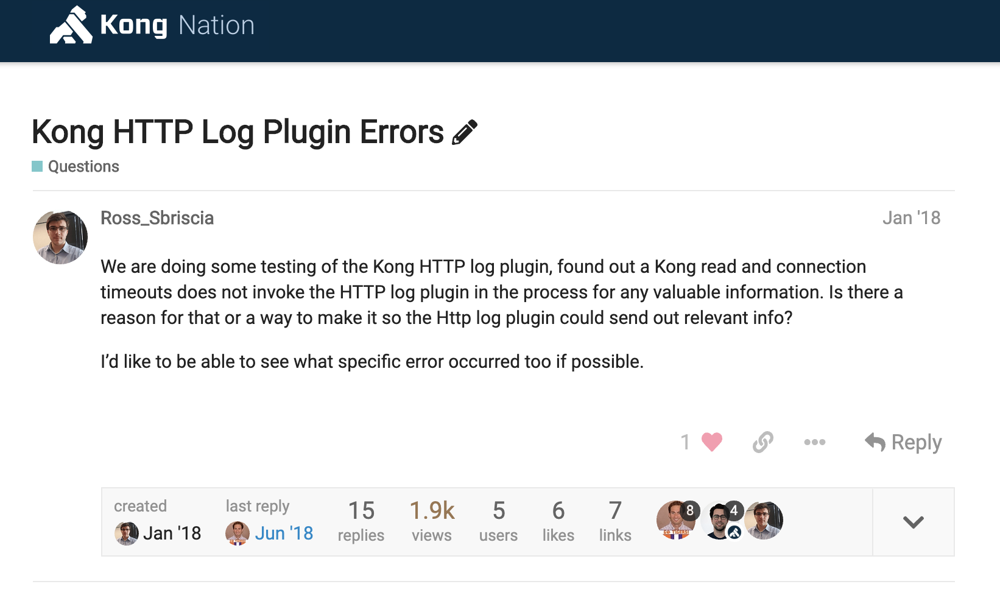 Kong Nation
Kong HTTP Log Plugin Errors
Questions
Ross_Sbriscia
Jan '18
We are doing some testing of the Kong HTTP log plugin, found out a Kong read and connection
timeouts does not invoke the HTTP log plugin in the process for any valuable information. Is there a
reason for that or a way to make it so the Http log plugin could send out relevant info?
I’d like to be able to see what specific error occurred too if possible.
1
Reply
created
Jan '18
last reply
Jun '18
15
replies
1.9k
views
5
users
6
likes
7
links
8
GO TIGERS!
4